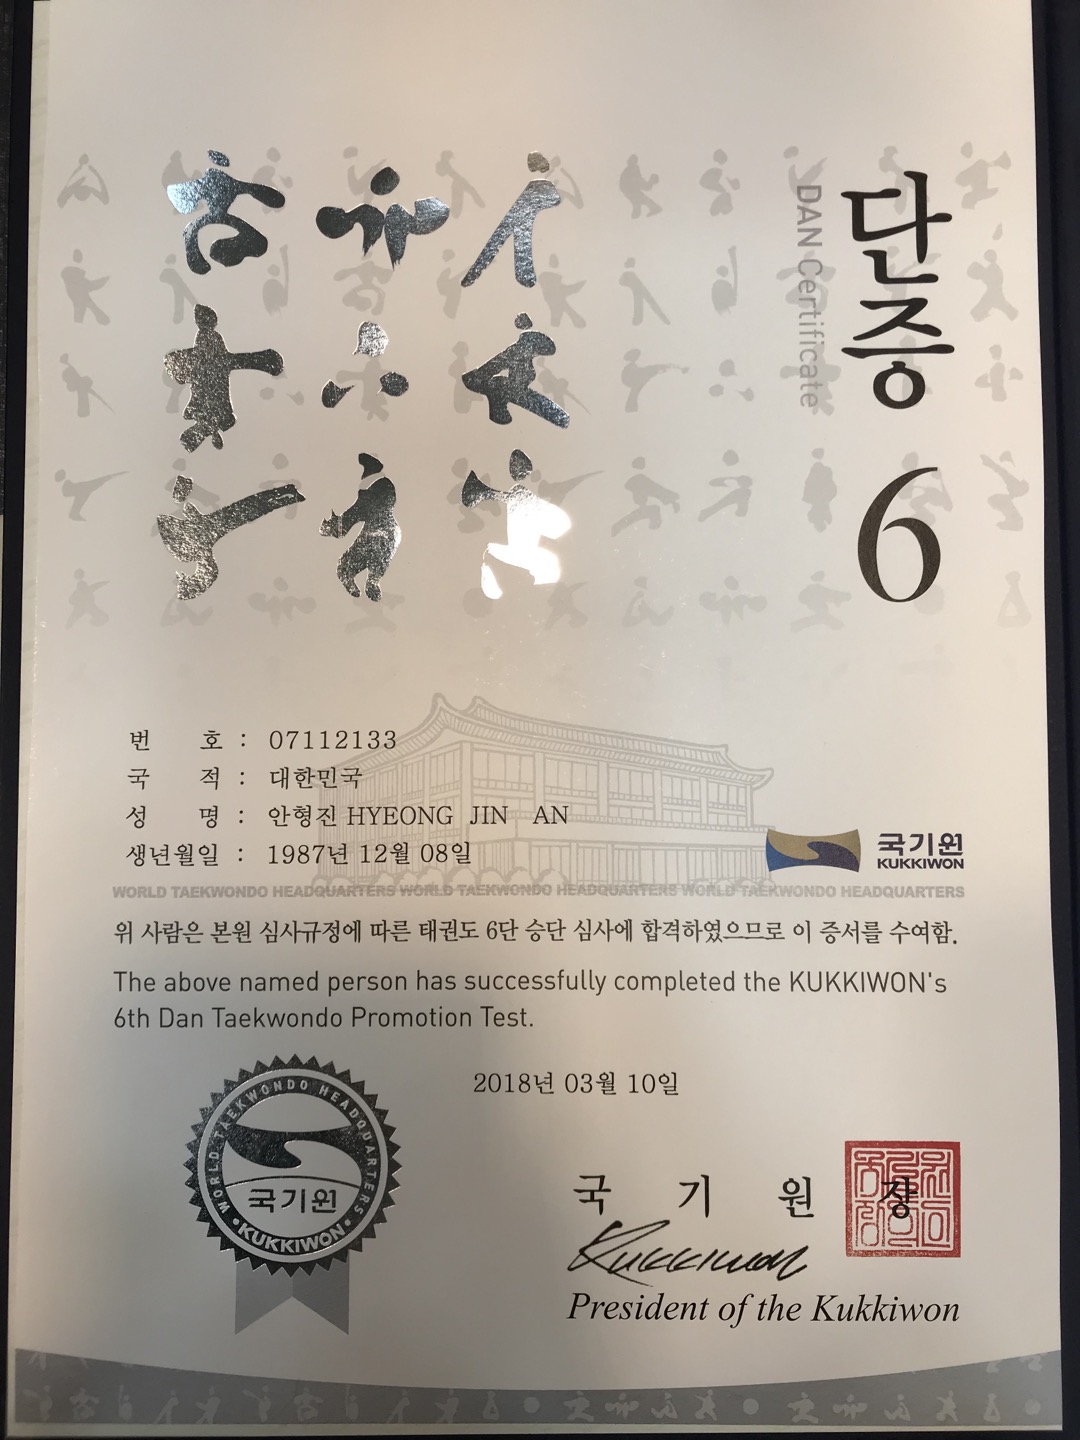 단증
DAN Certificate
6
번 호 : 07112133
국 적 : 대한민국
성 명 : 안형진 HYEONG JIN AN
생년월일 : 1987년 12월 08일
국기원
KUKKIWON
WORLD TAEKWONDO HEADQUARTERS WORLD TAEKWONDO HEADQUARTERS WORLD TAEKWONDO HEADQUARTERS
위 사람은 본원 심사규정에 따른 태권도 6단 승단 심사에 합격하였으므로 이 증서를 수여함.
The above named person has successfully completed the KUKKIWON's
6th Dan Taekwondo Promotion Test.
2018년 03월 10일
WORLD TAEKWONDO HEADQUARTERS
국기원
KUKKIWON
국 기 원 장
Kukkiwon
President of the Kukkiwon